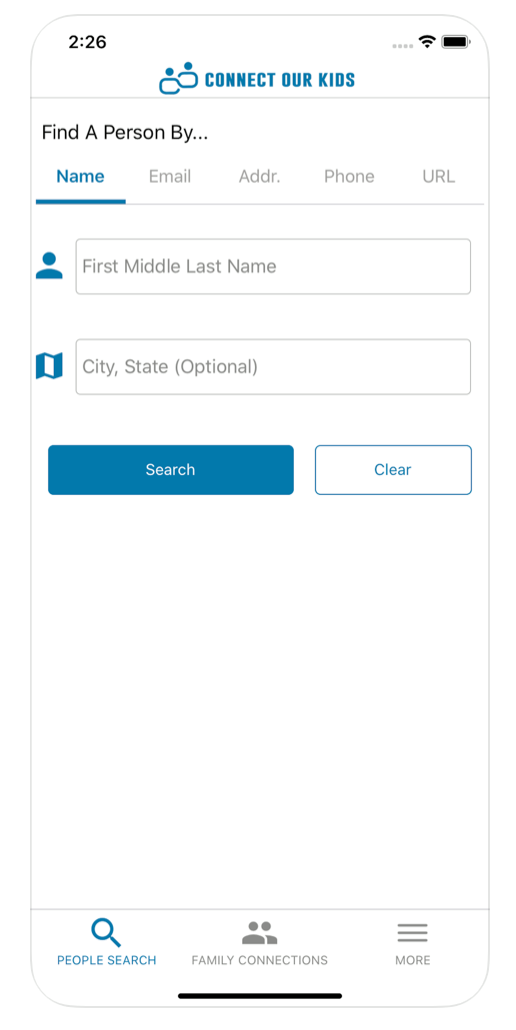 2:26
CONNECT OUR KIDS
Find A Person By...
Name Email Addr. Phone URL
First Middle Last Name
City, State (Optional)
Search Clear
PEOPLE SEARCH FAMILY CONNECTIONS MORE